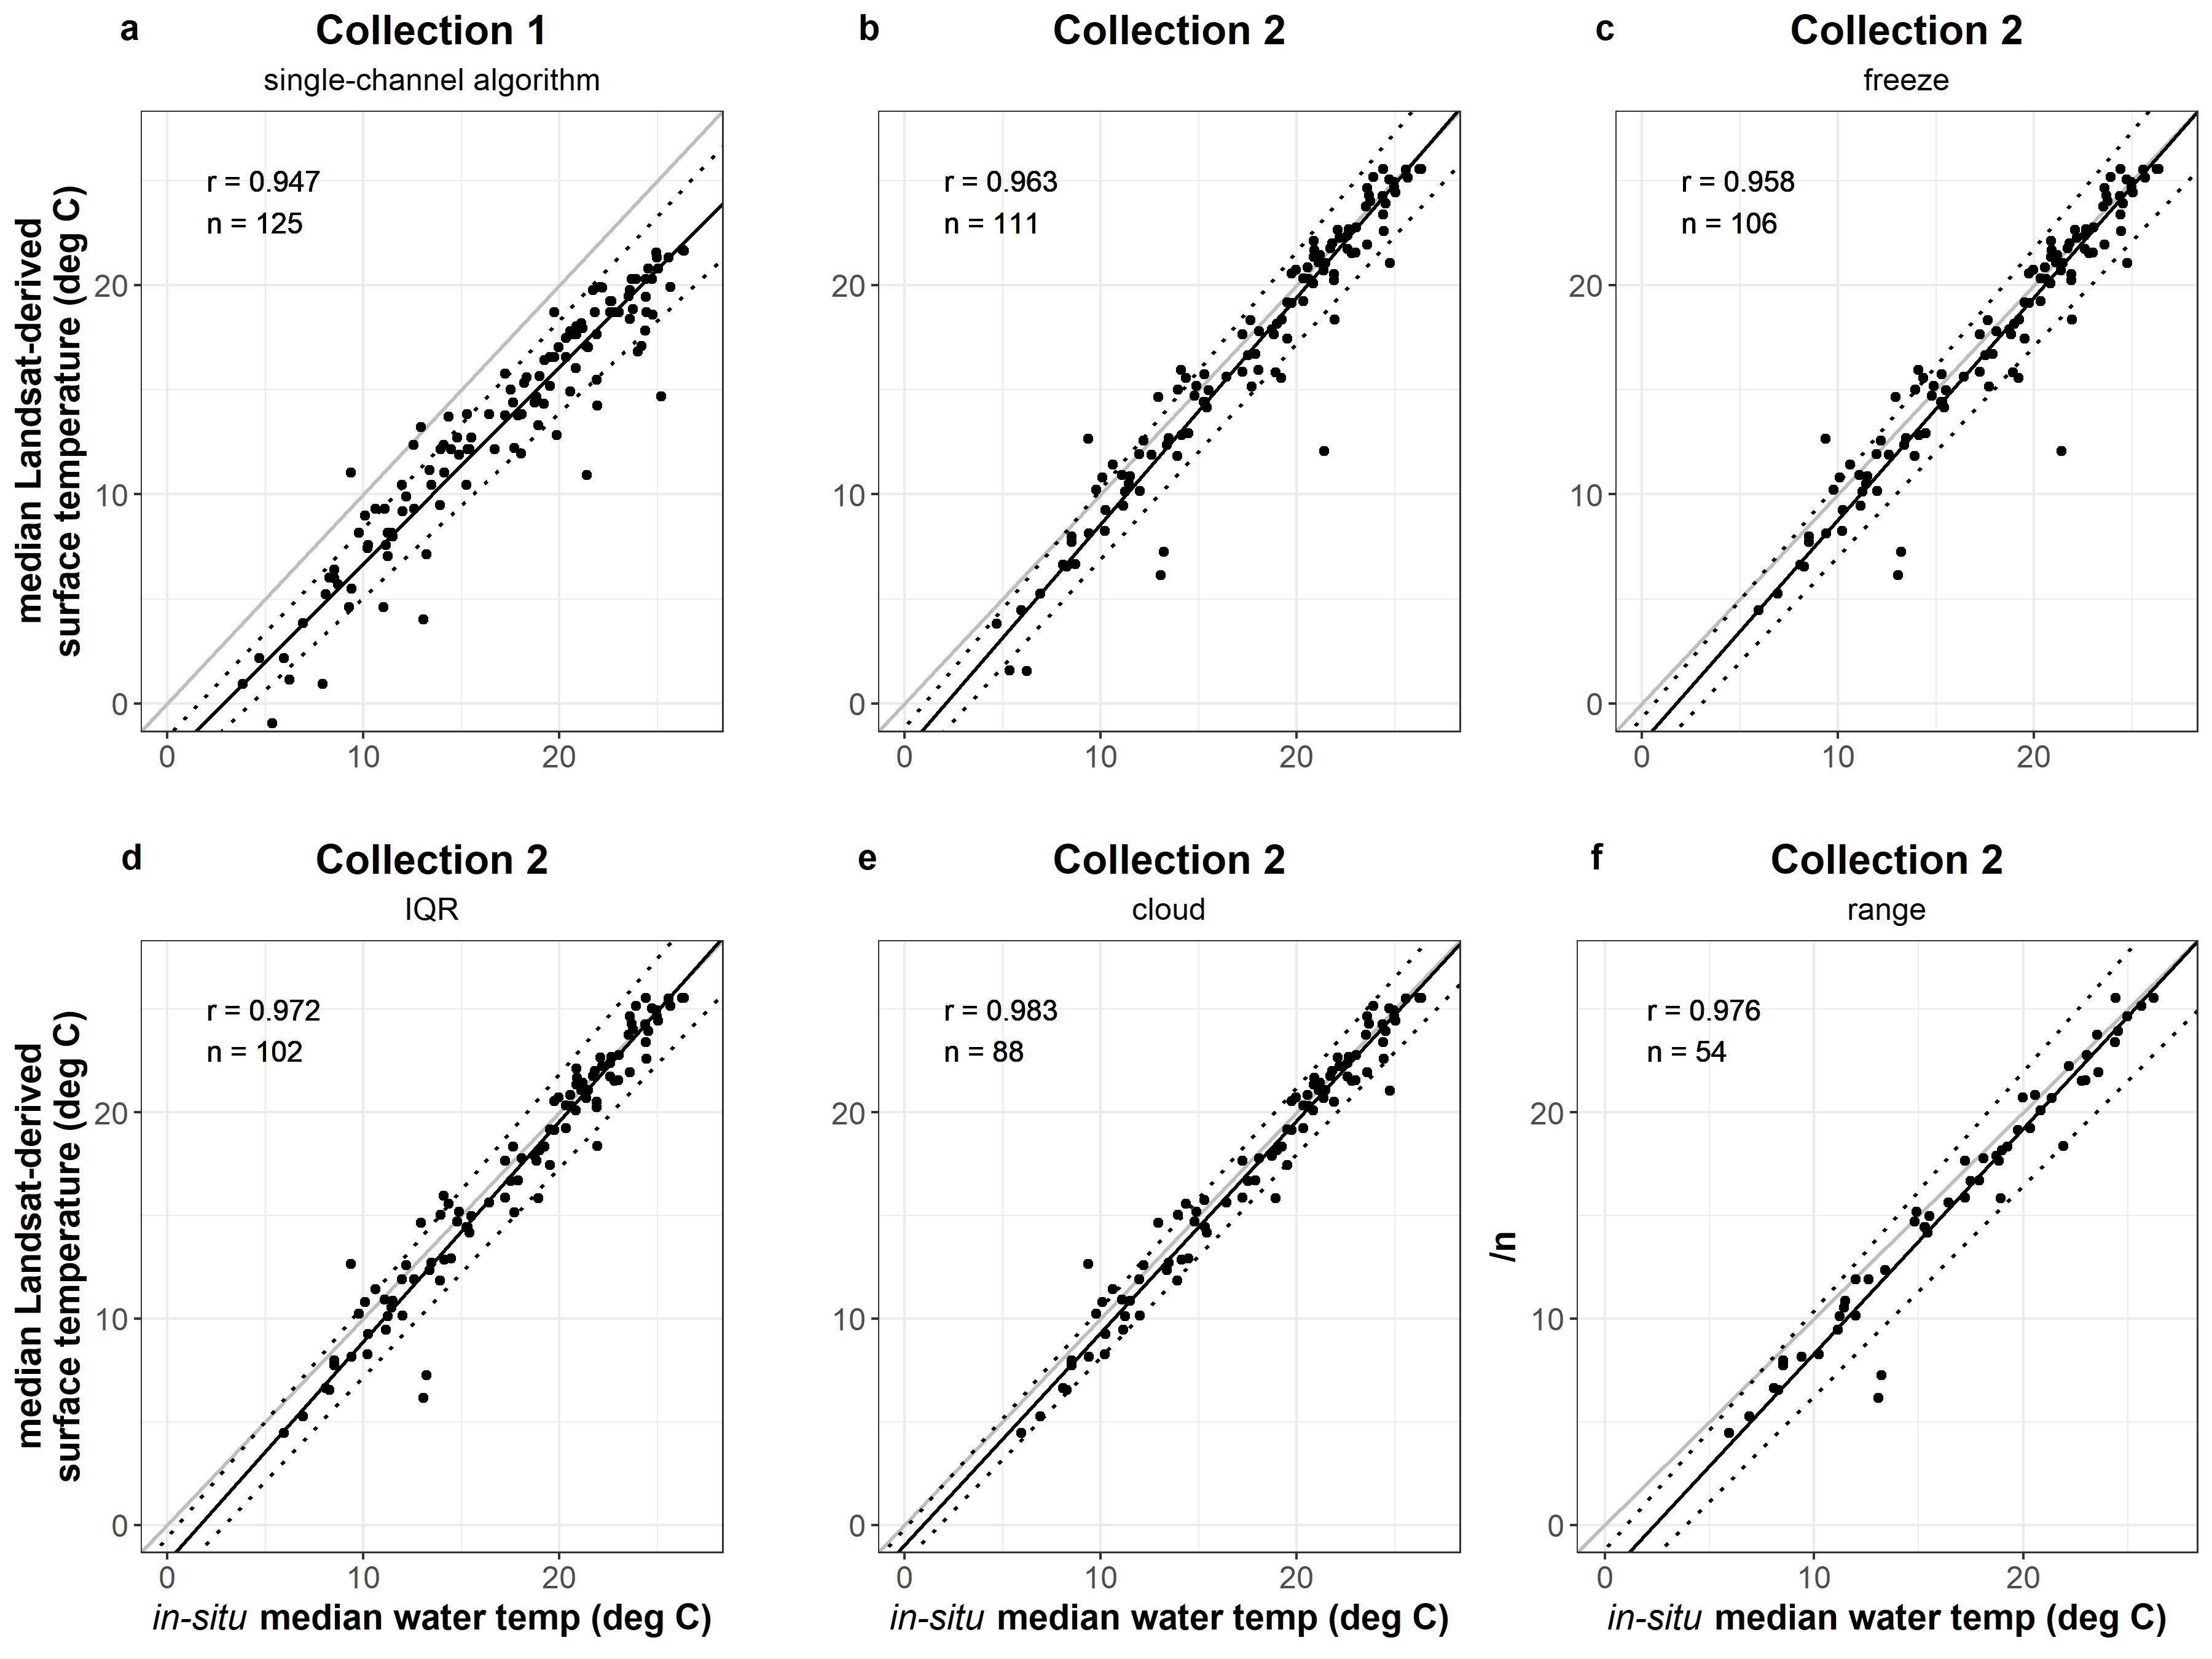 a Collection 1
single-channel algorithm
r = 0.947
n = 125
median Landsat-derived
surface temperature (deg C)
20
10
0
0 10 20
b Collection 2
r = 0.963
n = 111
20
10
0
0 10 20
c Collection 2
freeze
r = 0.958
n = 106
20
10
0
0 10 20
d Collection 2
IQR
r = 0.972
n = 102
median Landsat-derived
surface temperature (deg C)
20
10
0
0 10 20
in-situ median water temp (deg C)
e Collection 2
cloud
r = 0.983
n = 88
20
10
0
0 10 20
in-situ median water temp (deg C)
f Collection 2
range
r = 0.976
n = 54
/n
20
10
0
0 10 20
in-situ median water temp (deg C)